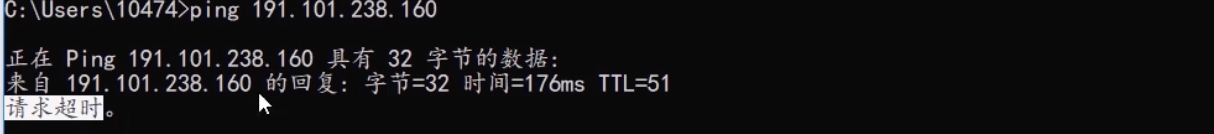 C:\Users\10474>ping 191.101.238.160
正在 Ping 191.101.238.160 具有 32 字节的数据:
来自 191.101.238.160 的回复: 字节=32 时间=176ms TTL=51
请求超时。